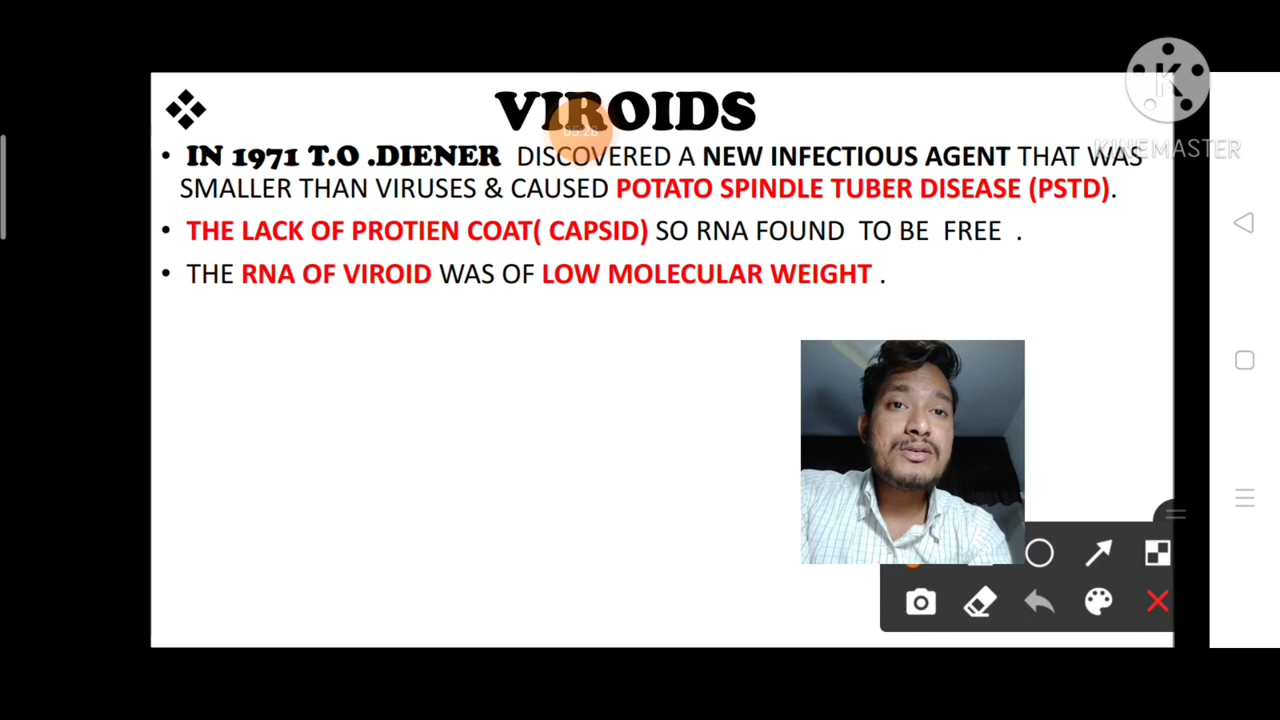 VIROIDS
05:28
IN 1971 T.O .DIENER DISCOVERED A NEW INFECTIOUS AGENT THAT WAS
SMALLER THAN VIRUSES & CAUSED POTATO SPINDLE TUBER DISEASE (PSTD).
THE LACK OF PROTIEN COAT( CAPSID) SO RNA FOUND TO BE FREE .
THE RNA OF VIROID WAS OF LOW MOLECULAR WEIGHT .
K
KINEMASTER